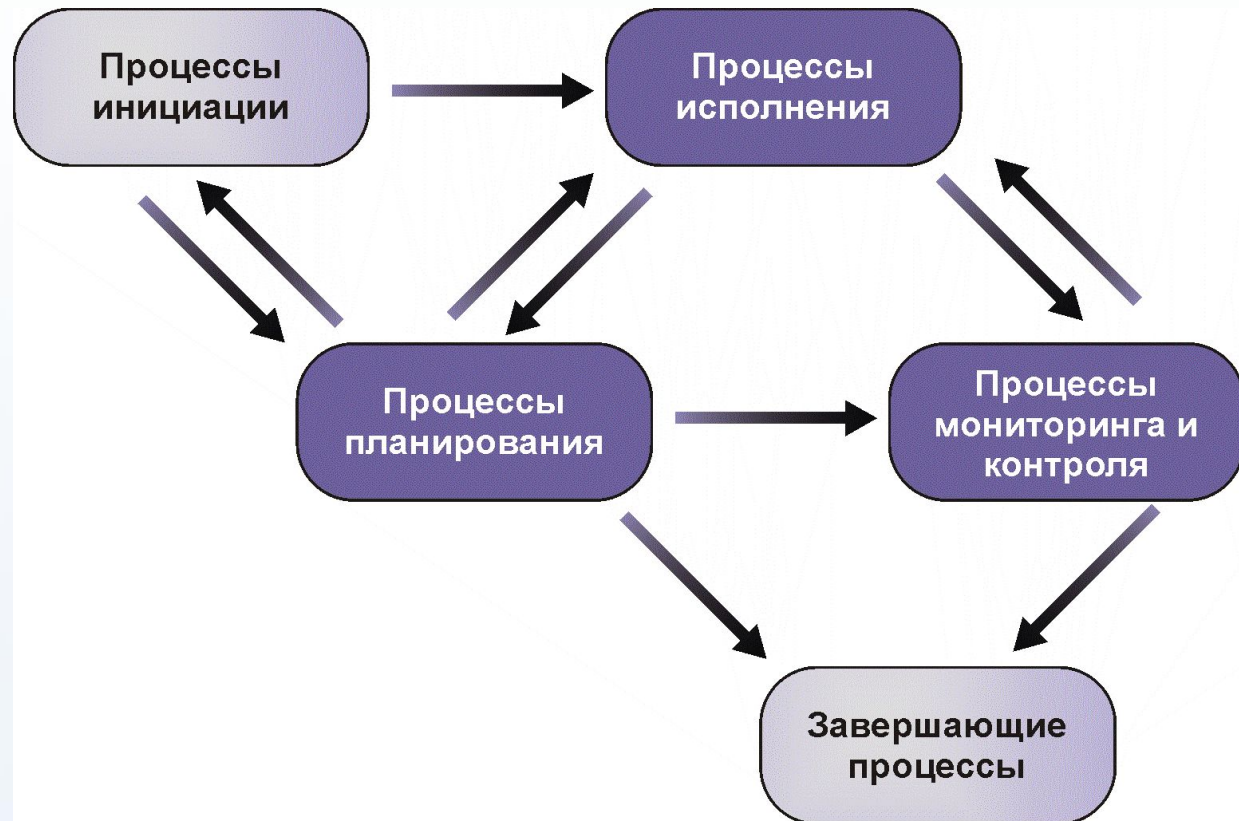 Процессы
инициации
Процессы
исполнения
Процессы
планирования
Процессы
мониторинга и
контроля
Завершающие
процессы